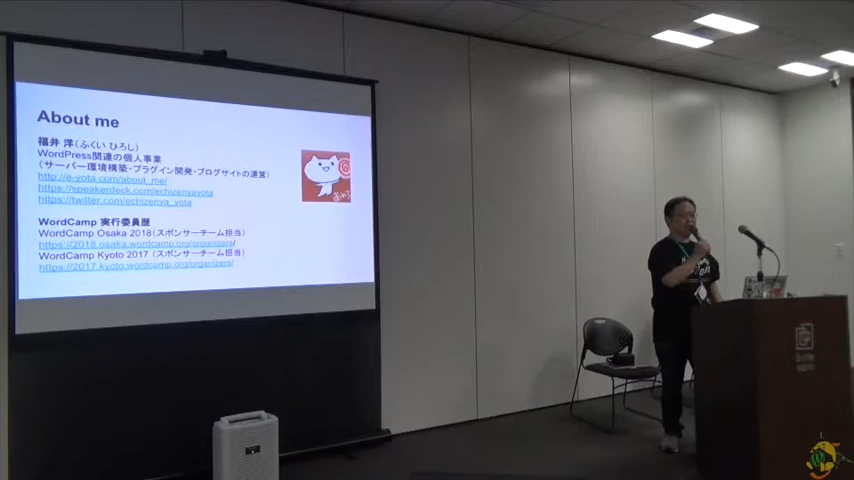 About me
福井 洋(ふくい ひろし)
WordPress関連の個人事業
(サーバー環境構築・プラグイン開発・ブログサイトの運営)
http://e-yota.com/about_me/
https://speakerdeck.com/echizenyayota
https://twitter.com/echizenya_yota
WordCamp 実行委員歴
WordCamp Osaka 2018(スポンサーチーム担当)
https://2018.osaka.wordcamp.org/organizers/
WordCamp Kyoto 2017(スポンサーチーム担当)
https://2017.kyoto.wordcamp.org/organizers/